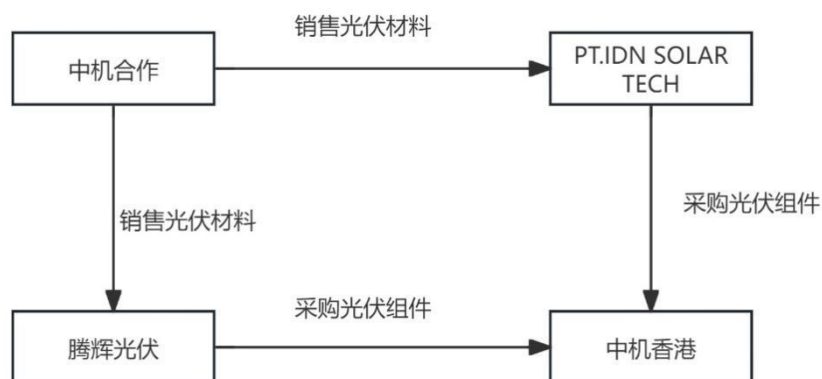 销售光伏材料
中机合作
PT.IDN SOLAR
TECH
销售光伏材料
采购光伏组件
采购光伏组件
腾辉光伏
中机香港